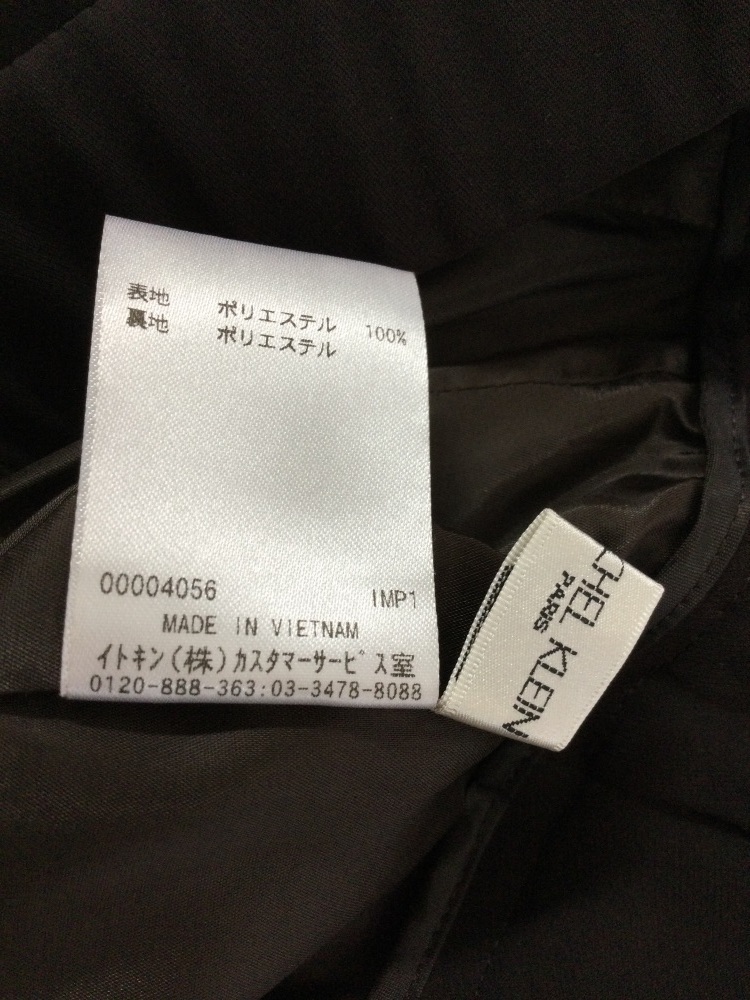 表地 ポリエステル 100%
裏地 ポリエステル
00004056 IMP1
MADE IN VIETNAM
イトキン(株)カスタマーサービス室
0120-888-363:03-3478-8088
CHEL KLEIN
PARIS